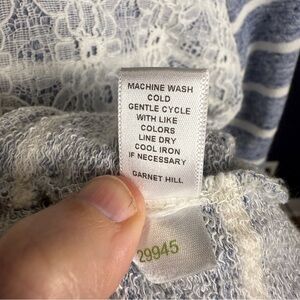 MACHINE WASH
COLD
GENTLE CYCLE
WITH LIKE
COLORS
LINE DRY
COOL IRON
IF NECESSARY
GARNET HILL
29945